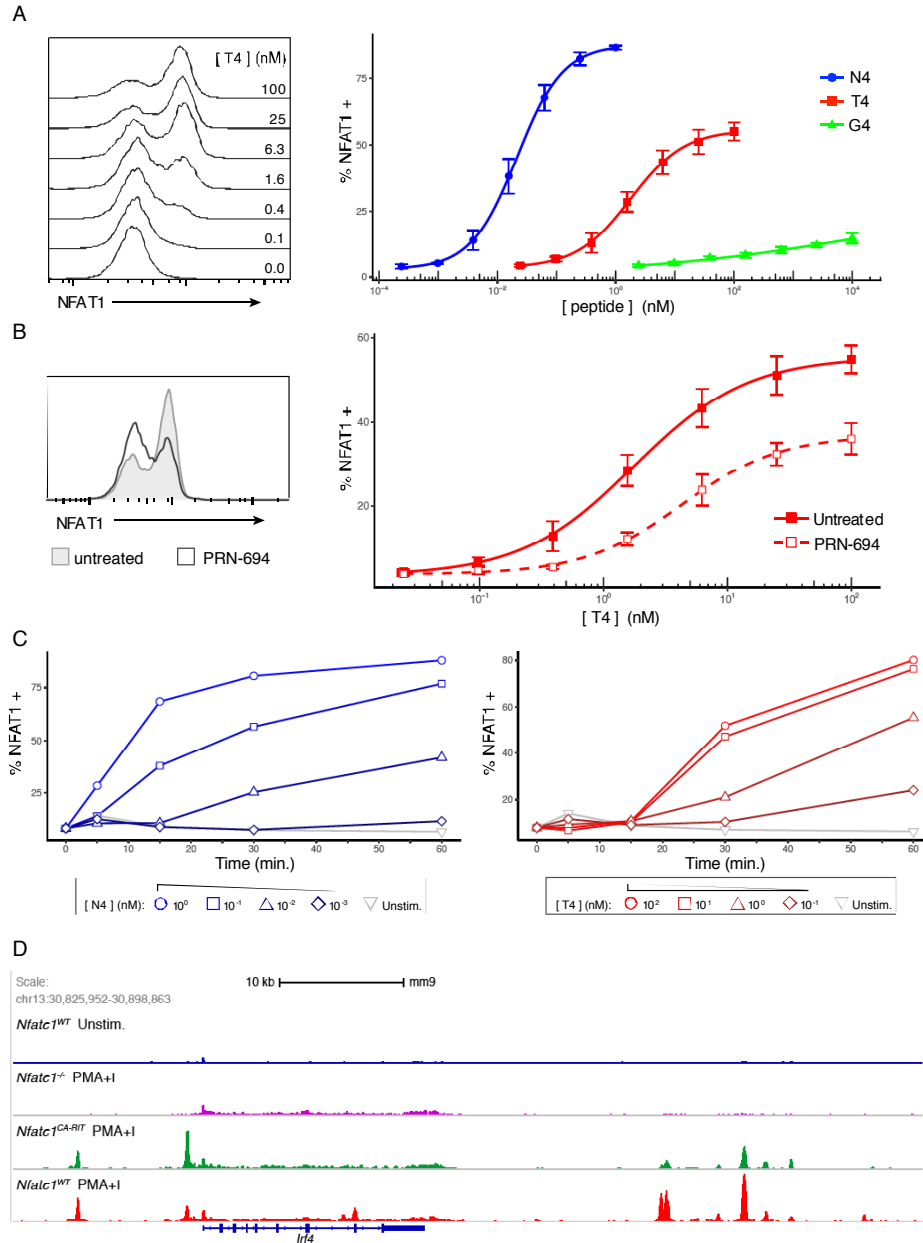 A
[ T4 ] (nM)
100
25
6.3
1.6
0.4
0.1
0.0
NFAT1
% NFAT1 +
75
50
25
0
10⁻⁴
10⁻²
10⁰
10²
10⁴
[ peptide ] (nM)
N4
T4
G4
B
NFAT1
untreated
PRN-694
% NFAT1 +
60
40
20
10⁻¹
10⁰
10¹
10²
[ T4 ] (nM)
Untreated
PRN-694
C
% NFAT1 +
75
50
25
0 10 20 30 40 50 60
Time (min.)
[ N4 ] (nM): 10⁰ 10⁻¹ 10⁻² 10⁻³ Unstim.
% NFAT1 +
80
60
40
20
0 10 20 30 40 50 60
Time (min.)
[ T4 ] (nM): 10² 10¹ 10⁰ 10⁻¹ Unstim.
D
Scale: 10 kb mm9
chr13:30,825,952-30,898,863
Nfatc1ᵂᵀ Unstim.
Nfatc1⁻/⁻ PMA+I
Nfatc1ᶜᴬ⁻ᴿᴵᵀ PMA+I
Nfatc1ᵂᵀ PMA+I
Irf4